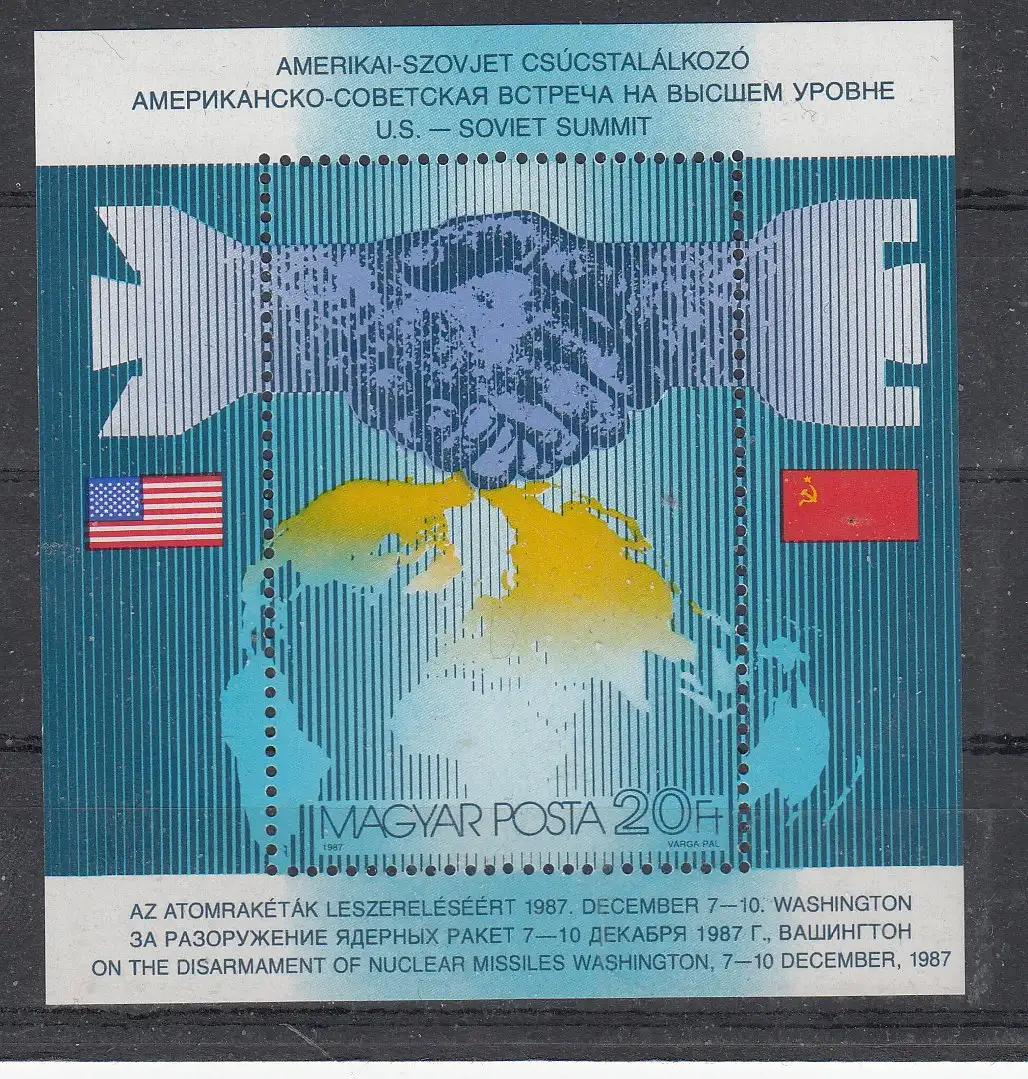 AMERIKAI-SZOVJET CSÚCSTALÁLKOZÓ
АМЕРИКАНСКО-СОВЕТСКАЯ ВСТРЕЧА НА ВЫСШЕМ УРОВНЕ
U.S. — SOVIET SUMMIT
MAGYAR POSTA 20Ft
1987 VARGA PÁL
AZ ATOMRAKÉTÁK LESZERELÉSÉÉRT 1987. DECEMBER 7—10. WASHINGTON
ЗА РАЗОРУЖЕНИЕ ЯДЕРНЫХ РАКЕТ 7—10 ДЕКАБРЯ 1987 Г., ВАШИНГТОН
ON THE DISARMAMENT OF NUCLEAR MISSILES WASHINGTON, 7—10 DECEMBER, 1987